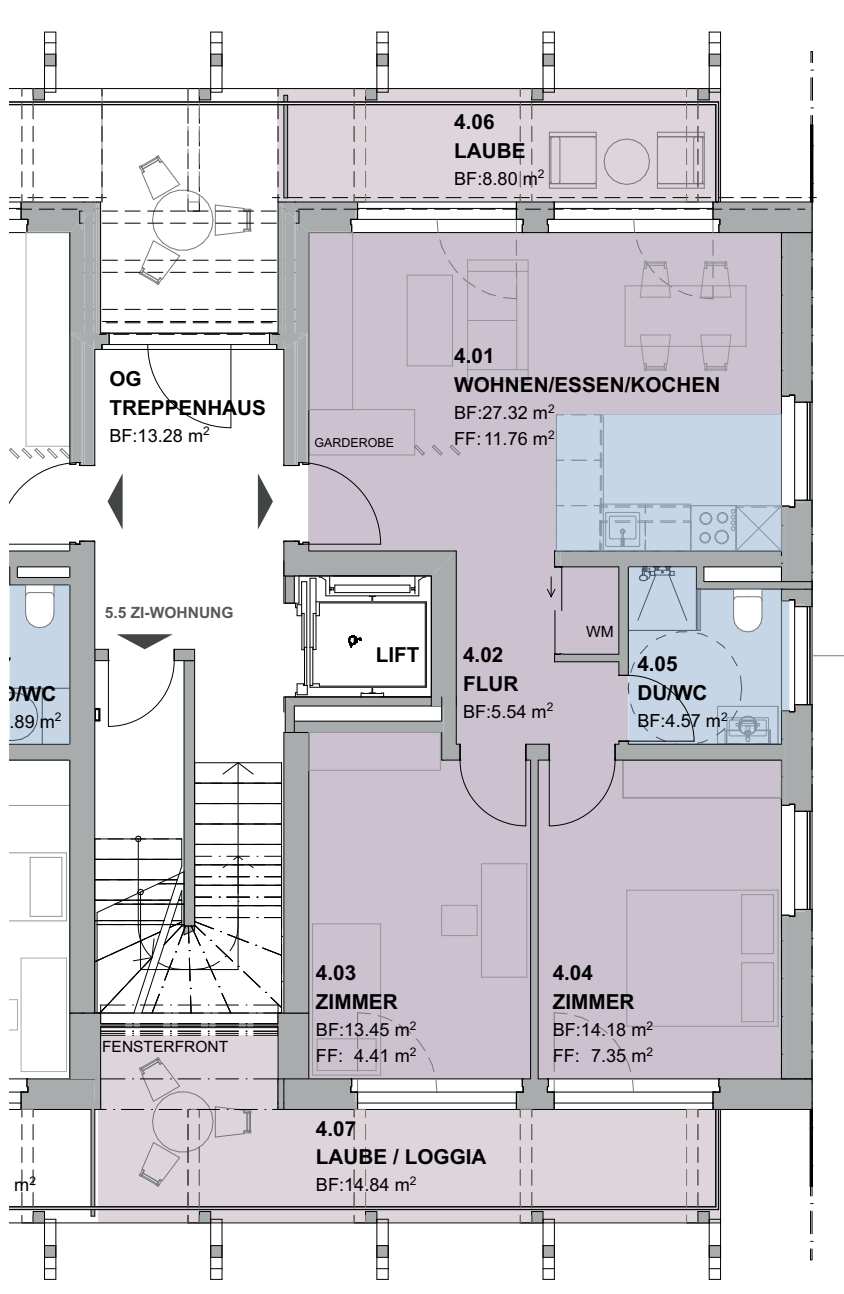 4.06
LAUBE
BF:8.80 m²
4.01
WOHNEN/ESSEN/KOCHEN
BF:27.32 m²
FF: 11.76 m²
OG
TREPPENHAUS
BF:13.28 m²
GARDEROBE
5.5 ZI-WOHNUNG
LIFT
WM
4.02
FLUR
BF:5.54 m²
4.05
DU/WC
BF:4.57 m²
/WC
.89 m²
4.03
ZIMMER
BF:13.45 m²
FF: 4.41 m²
4.04
ZIMMER
BF:14.18 m²
FF: 7.35 m²
FENSTERFRONT
4.07
LAUBE / LOGGIA
BF:14.84 m²
m²